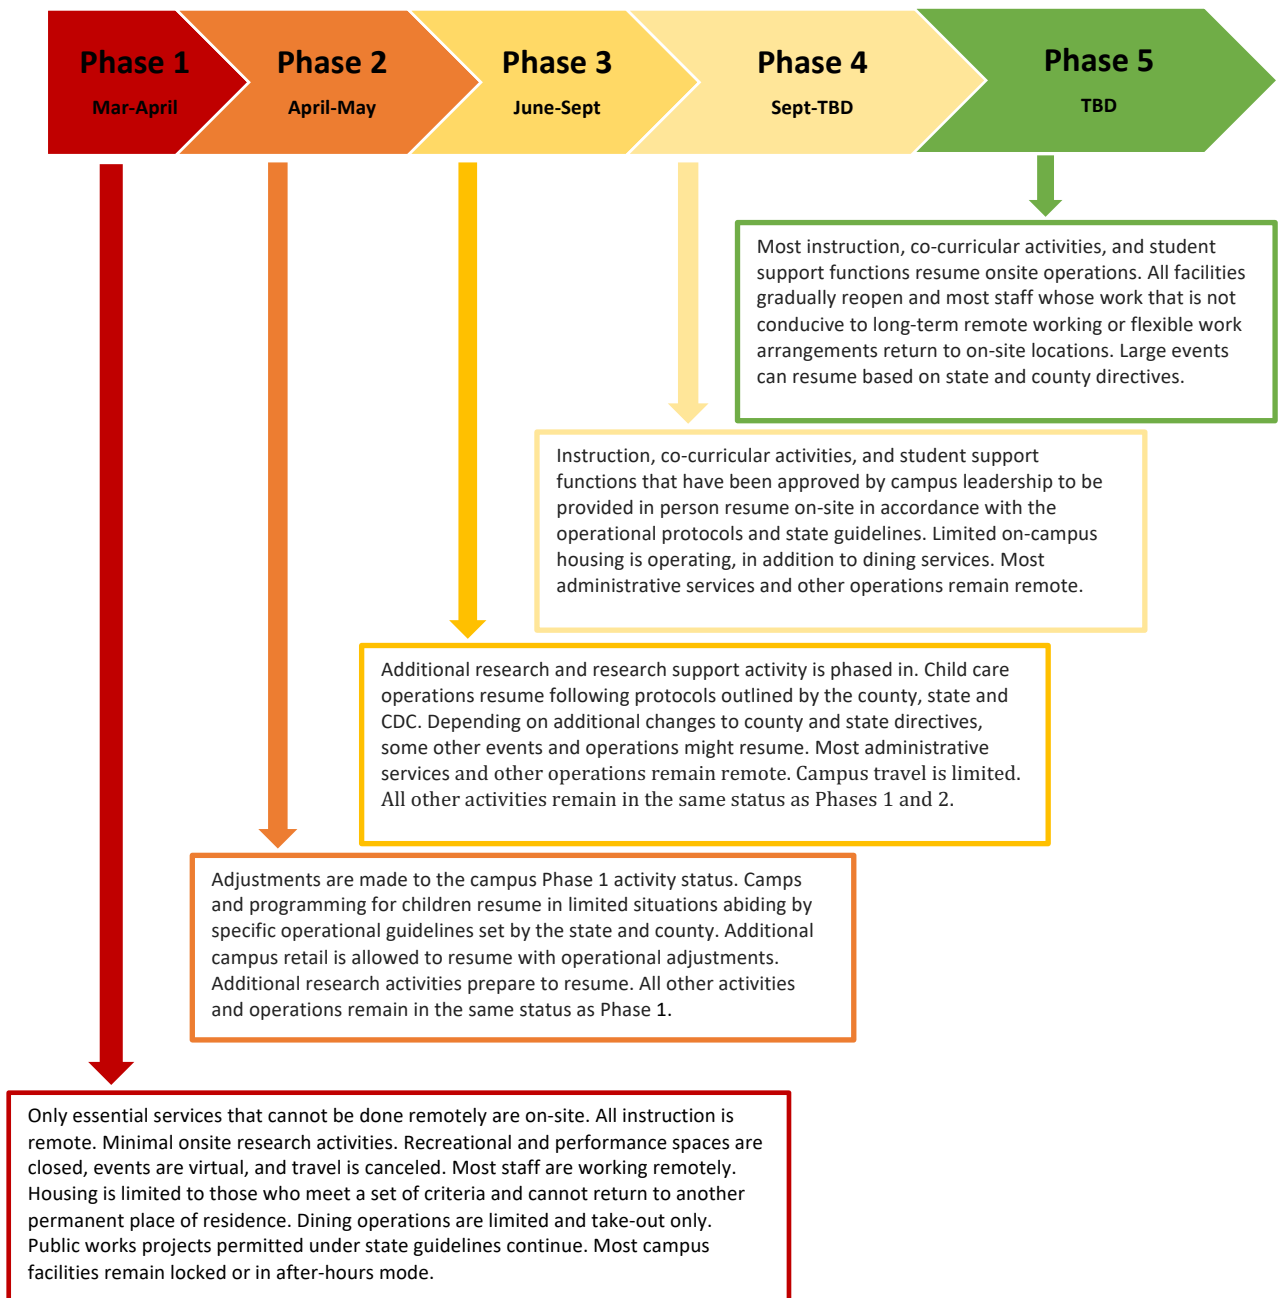 Phase 1
Mar-April
Phase 2
April-May
Phase 3
June-Sept
Phase 4
Sept-TBD
Phase 5
TBD
Most instruction, co-curricular activities, and student
support functions resume onsite operations. All facilities
gradually reopen and most staff whose work that is not
conducive to long-term remote working or flexible work
arrangements return to on-site locations. Large events
can resume based on state and county directives.
Instruction, co-curricular activities, and student support
functions that have been approved by campus leadership to be
provided in person resume on-site in accordance with the
operational protocols and state guidelines. Limited on-campus
housing is operating, in addition to dining services. Most
administrative services and other operations remain remote.
Additional research and research support activity is phased in. Child care
operations resume following protocols outlined by the county, state and
CDC. Depending on additional changes to county and state directives,
some other events and operations might resume. Most administrative
services and other operations remain remote. Campus travel is limited.
All other activities remain in the same status as Phases 1 and 2.
Adjustments are made to the campus Phase 1 activity status. Camps
and programming for children resume in limited situations abiding by
specific operational guidelines set by the state and county. Additional
campus retail is allowed to resume with operational adjustments.
Additional research activities prepare to resume. All other activities
and operations remain in the same status as Phase 1.
Only essential services that cannot be done remotely are on-site. All instruction is
remote. Minimal onsite research activities. Recreational and performance spaces are
closed, events are virtual, and travel is canceled. Most staff are working remotely.
Housing is limited to those who meet a set of criteria and cannot return to another
permanent place of residence. Dining operations are limited and take-out only.
Public works projects permitted under state guidelines continue. Most campus
facilities remain locked or in after-hours mode.